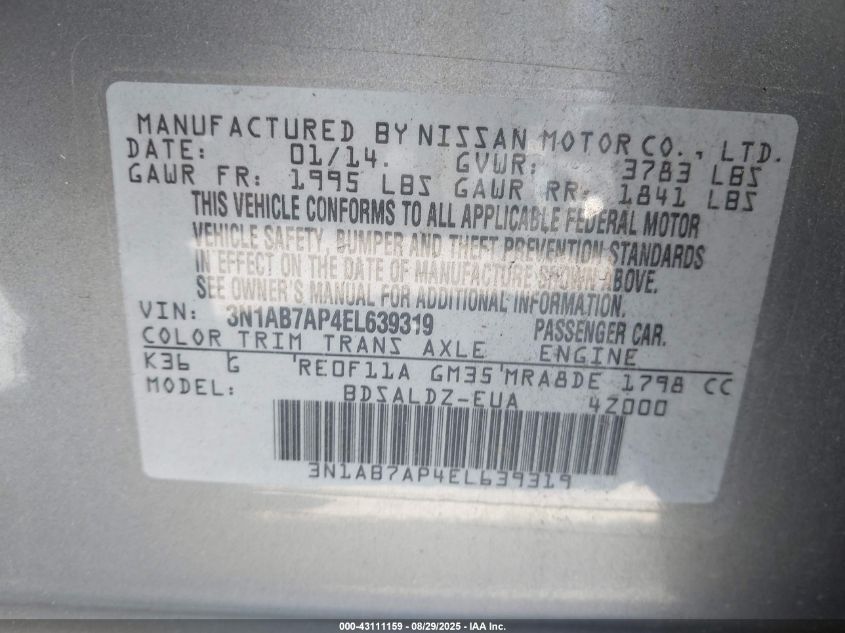 MANUFACTURED BY NISSAN MOTOR CO., LTD.
DATE: 01/14. GVWR: 3783 LBS
GAWR FR: 1995 LBS GAWR RR: 1841 LBS
THIS VEHICLE CONFORMS TO ALL APPLICABLE FEDERAL MOTOR
VEHICLE SAFETY, BUMPER AND THEFT PREVENTION STANDARDS
IN EFFECT ON THE DATE OF MANUFACTURE SHOWN ABOVE.
SEE OWNER'S MANUAL FOR ADDITIONAL INFORMATION.
VIN: 3N1AB7AP4EL639319 PASSENGER CAR.
COLOR TRIM TRANS AXLE ENGINE
K36 G 'RE0F11A GM35'MRA8DE 1798 CC
MODEL: BDSALDZ-EUA 4Z000
3N1AB7AP4EL639319
000-43111159 - 08/29/2025 - IAA Inc.